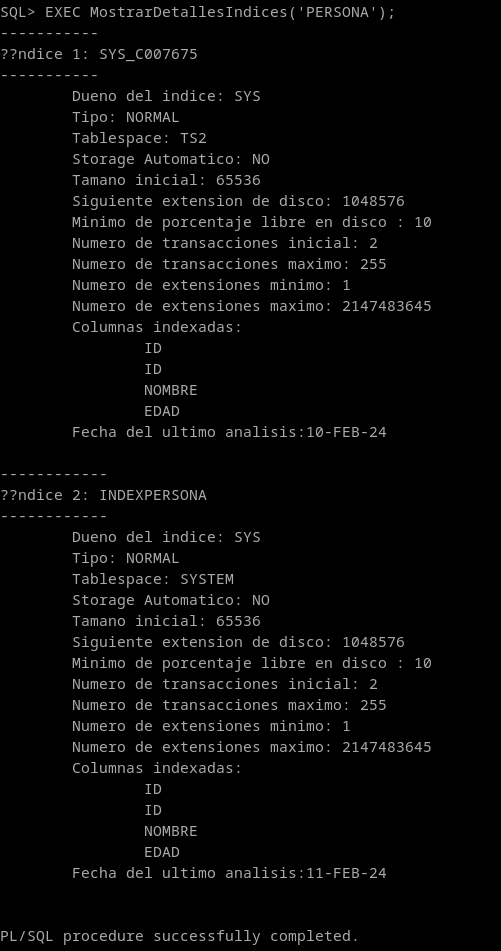 SQL> EXEC MostrarDetallesIndices('PERSONA');
-----------
??ndice 1: SYS_C007675
-----------
Dueno del indice: SYS
Tipo: NORMAL
Tablespace: TS2
Storage Automatico: NO
Tamano inicial: 65536
Siguiente extension de disco: 1048576
Minimo de porcentaje libre en disco : 10
Numero de transacciones inicial: 2
Numero de transacciones maximo: 255
Numero de extensiones minimo: 1
Numero de extensiones maximo: 2147483645
Columnas indexadas:
ID
ID
NOMBRE
EDAD
Fecha del ultimo analisis:10-FEB-24
------------
??ndice 2: INDEXPERSONA
------------
Dueno del indice: SYS
Tipo: NORMAL
Tablespace: SYSTEM
Storage Automatico: NO
Tamano inicial: 65536
Siguiente extension de disco: 1048576
Minimo de porcentaje libre en disco : 10
Numero de transacciones inicial: 2
Numero de transacciones maximo: 255
Numero de extensiones minimo: 1
Numero de extensiones maximo: 2147483645
Columnas indexadas:
ID
ID
NOMBRE
EDAD
Fecha del ultimo analisis:11-FEB-24
PL/SQL procedure successfully completed.